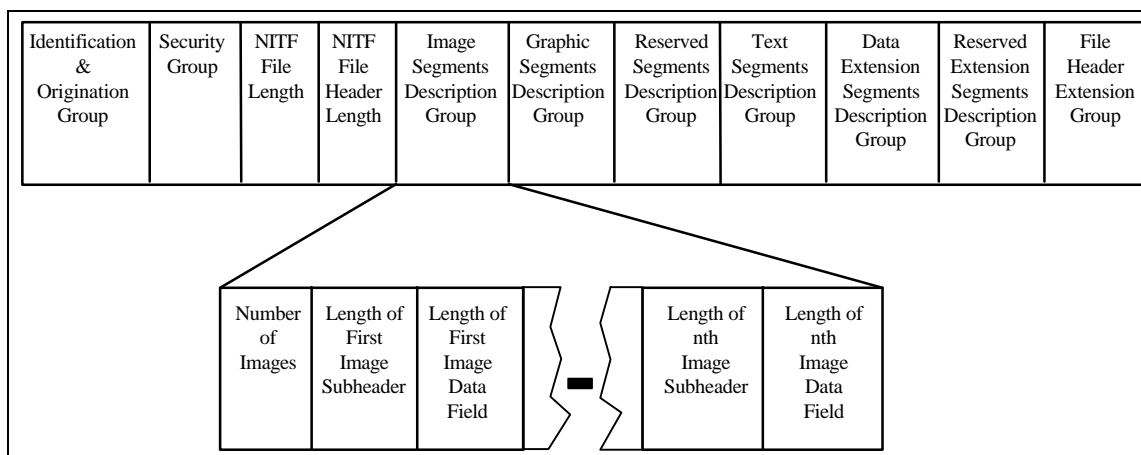 Identification
&
Origination
Group
Security
Group
NITF
File
Length
NITF
File
Header
Length
Image
Segments
Description
Group
Graphic
Segments
Description
Group
Reserved
Segments
Description
Group
Text
Segments
Description
Group
Data
Extension
Segments
Description
Group
Reserved
Extension
Segments
Description
Group
File
Header
Extension
Group
Number
of
Images
Length of
First
Image
Subheader
Length of
First
Image
Data
Field
Length of
nth
Image
Subheader
Length of
nth
Image
Data
Field